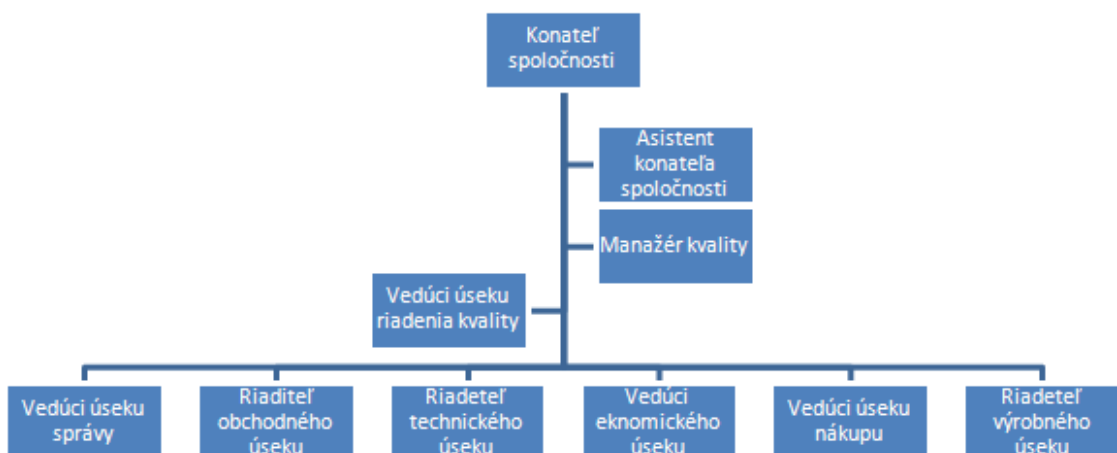 Konateľ
spoločnosti
Asistent
konateľa
spoločnosti
Manažér kvality
Vedúci úseku
riadenia kvality
Vedúci úseku
správy
Riaditeľ
obchodného
úseku
Riadeteľ
technického
úseku
Vedúci
eknomického
úseku
Vedúci úseku
nákupu
Riadeteľ
výrobného
úseku